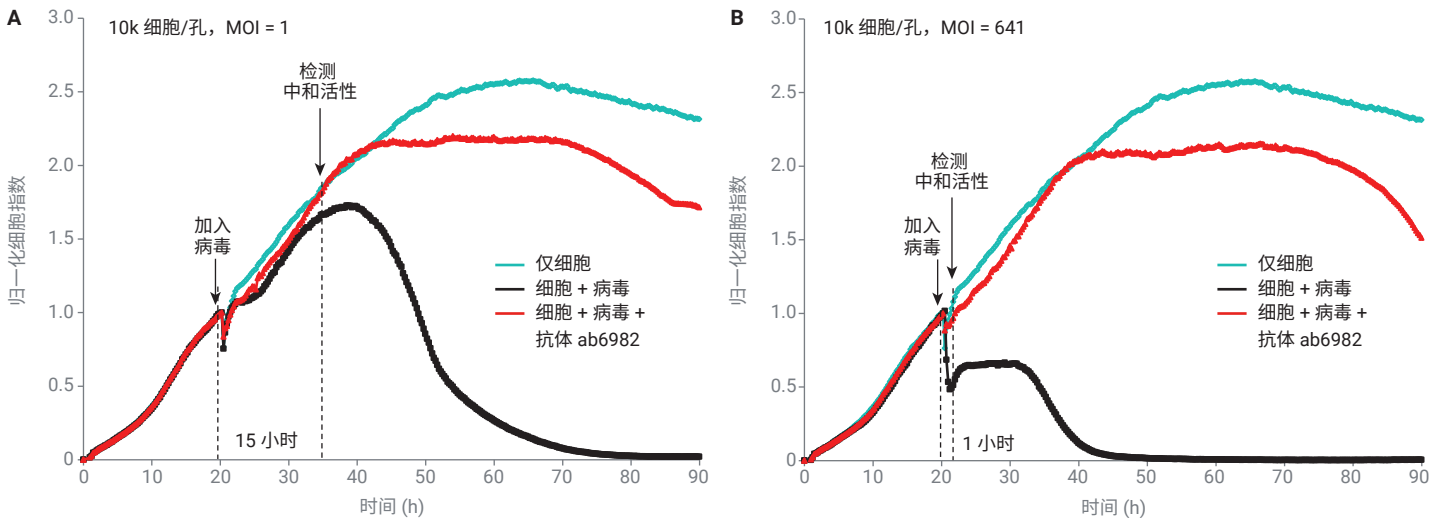 A
10k 细胞/孔，MOI = 1
3.0
2.5
2.0
1.5
1.0
0.5
0
归一化细胞指数
检测
中和活性
加入
病毒
仅细胞
细胞 + 病毒
细胞 + 病毒 +
抗体 ab6982
15 小时
0 10 20 30 40 50 60 70 80 90
时间 (h)
B
10k 细胞/孔，MOI = 641
3.0
2.5
2.0
1.5
1.0
0.5
0
归一化细胞指数
检测
中和活性
加入
病毒
仅细胞
细胞 + 病毒
细胞 + 病毒 +
抗体 ab6982
1 小时
0 10 20 30 40 50 60 70 80 90
时间 (h)